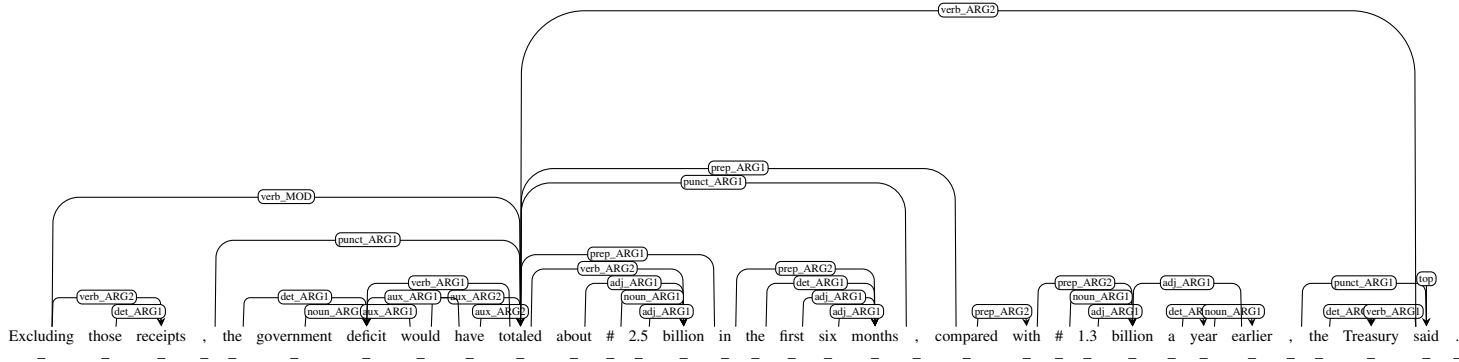 verb_ARG2
prep_ARG1
punct_ARG1
verb_MOD
punct_ARG1
prep_ARG1
verb_ARG2 prep_ARG2
top
verb_ARG1 adj_ARG1 det_ARG1 prep_ARG2 adj_ARG1 punct_ARG1
verb_ARG2 det_ARG1 aux_ARG1 aux_ARG2 noun_ARG1 adj_ARG1 noun_ARG1
det_ARG1 noun_ARG1 aux_ARG1 aux_ARG2 adj_ARG1 adj_ARG1 prep_ARG2 adj_ARG1 noun_ARG1 verb_ARG1
Excluding those receipts , the government deficit would have totaled about # 2.5 billion in the first six months , compared with # 1.3 billion a year earlier , the Treasury said .
_ _ _ _ _ _ _ _ _ _ _ _ _ _ _ _ _ _ _ _ _ _ _ _ _ _ _ _ _ _ _ _ _